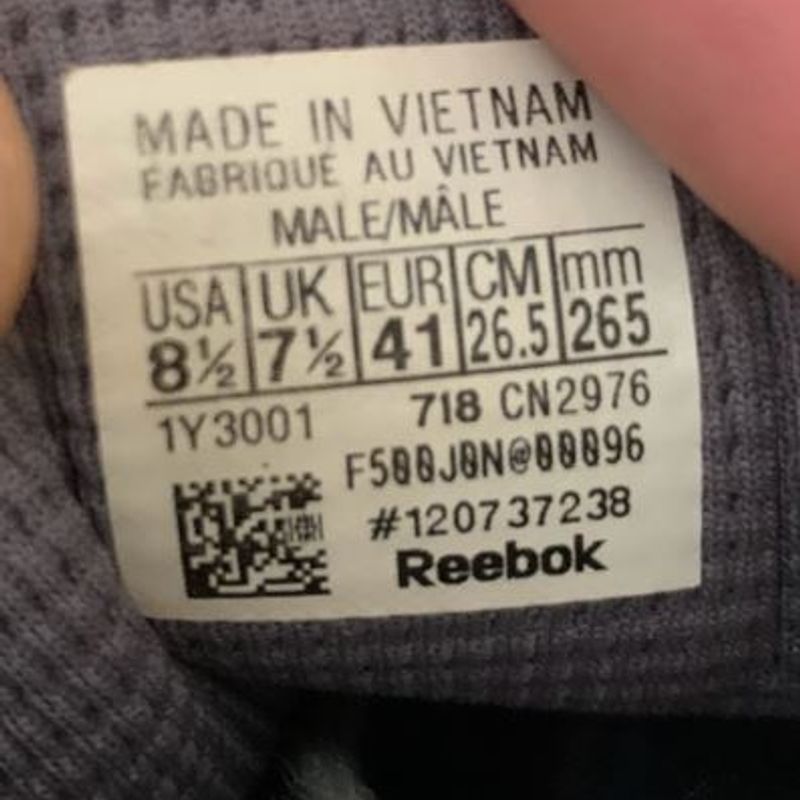 MADE IN VIETNAM
FABRIQUE AU VIETNAM
MALE/MÂLE
USA UK EUR CM mm
8½ 7½ 41 26.5 265
1Y3001 718 CN2976
F500J0N@00096
#120737238
Reebok